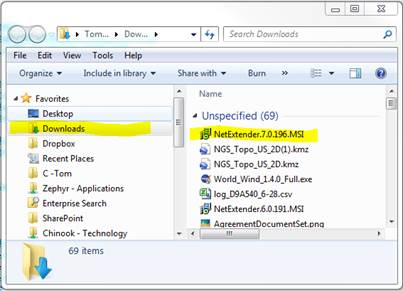 Tom... Dow...
File Edit View Tools Help
Organize Include in library Share with Burn
Favorites
Desktop
Downloads
Dropbox
Recent Places
C -Tom
Zephyr - Applications
Enterprise Search
SharePoint
Chinook - Technology
Name
Unspecified (69)
NetExtender.7.0.196.MSI
NGS_Topo_US_2D(1).kmz
NGS_Topo_US_2D.kmz
World_Wind_1.4.0_Full.exe
log_D9A540_6-28.csv
NetExtender.6.0.191.MSI
AgreementDocumentSet.png
69 items